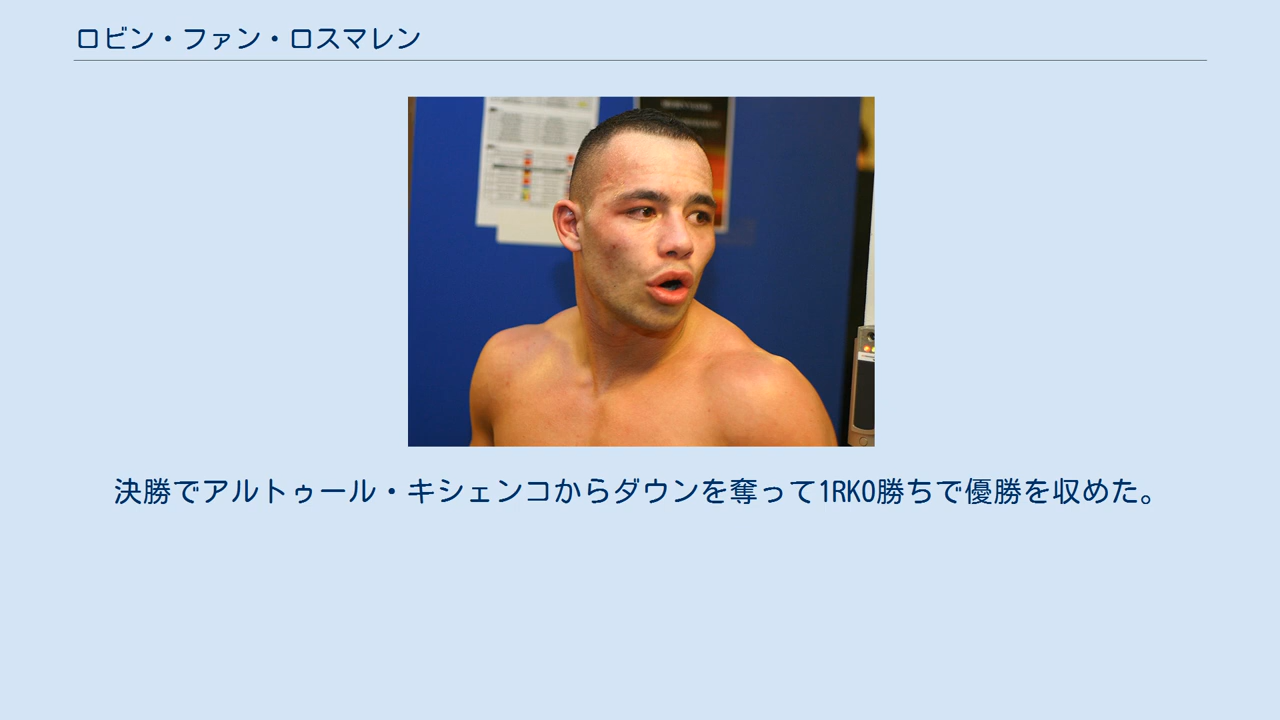 ロビン・ファン・ロスマレン
決勝でアルトゥール・キシェンコからダウンを奪って1RKO勝ちで優勝を収めた。